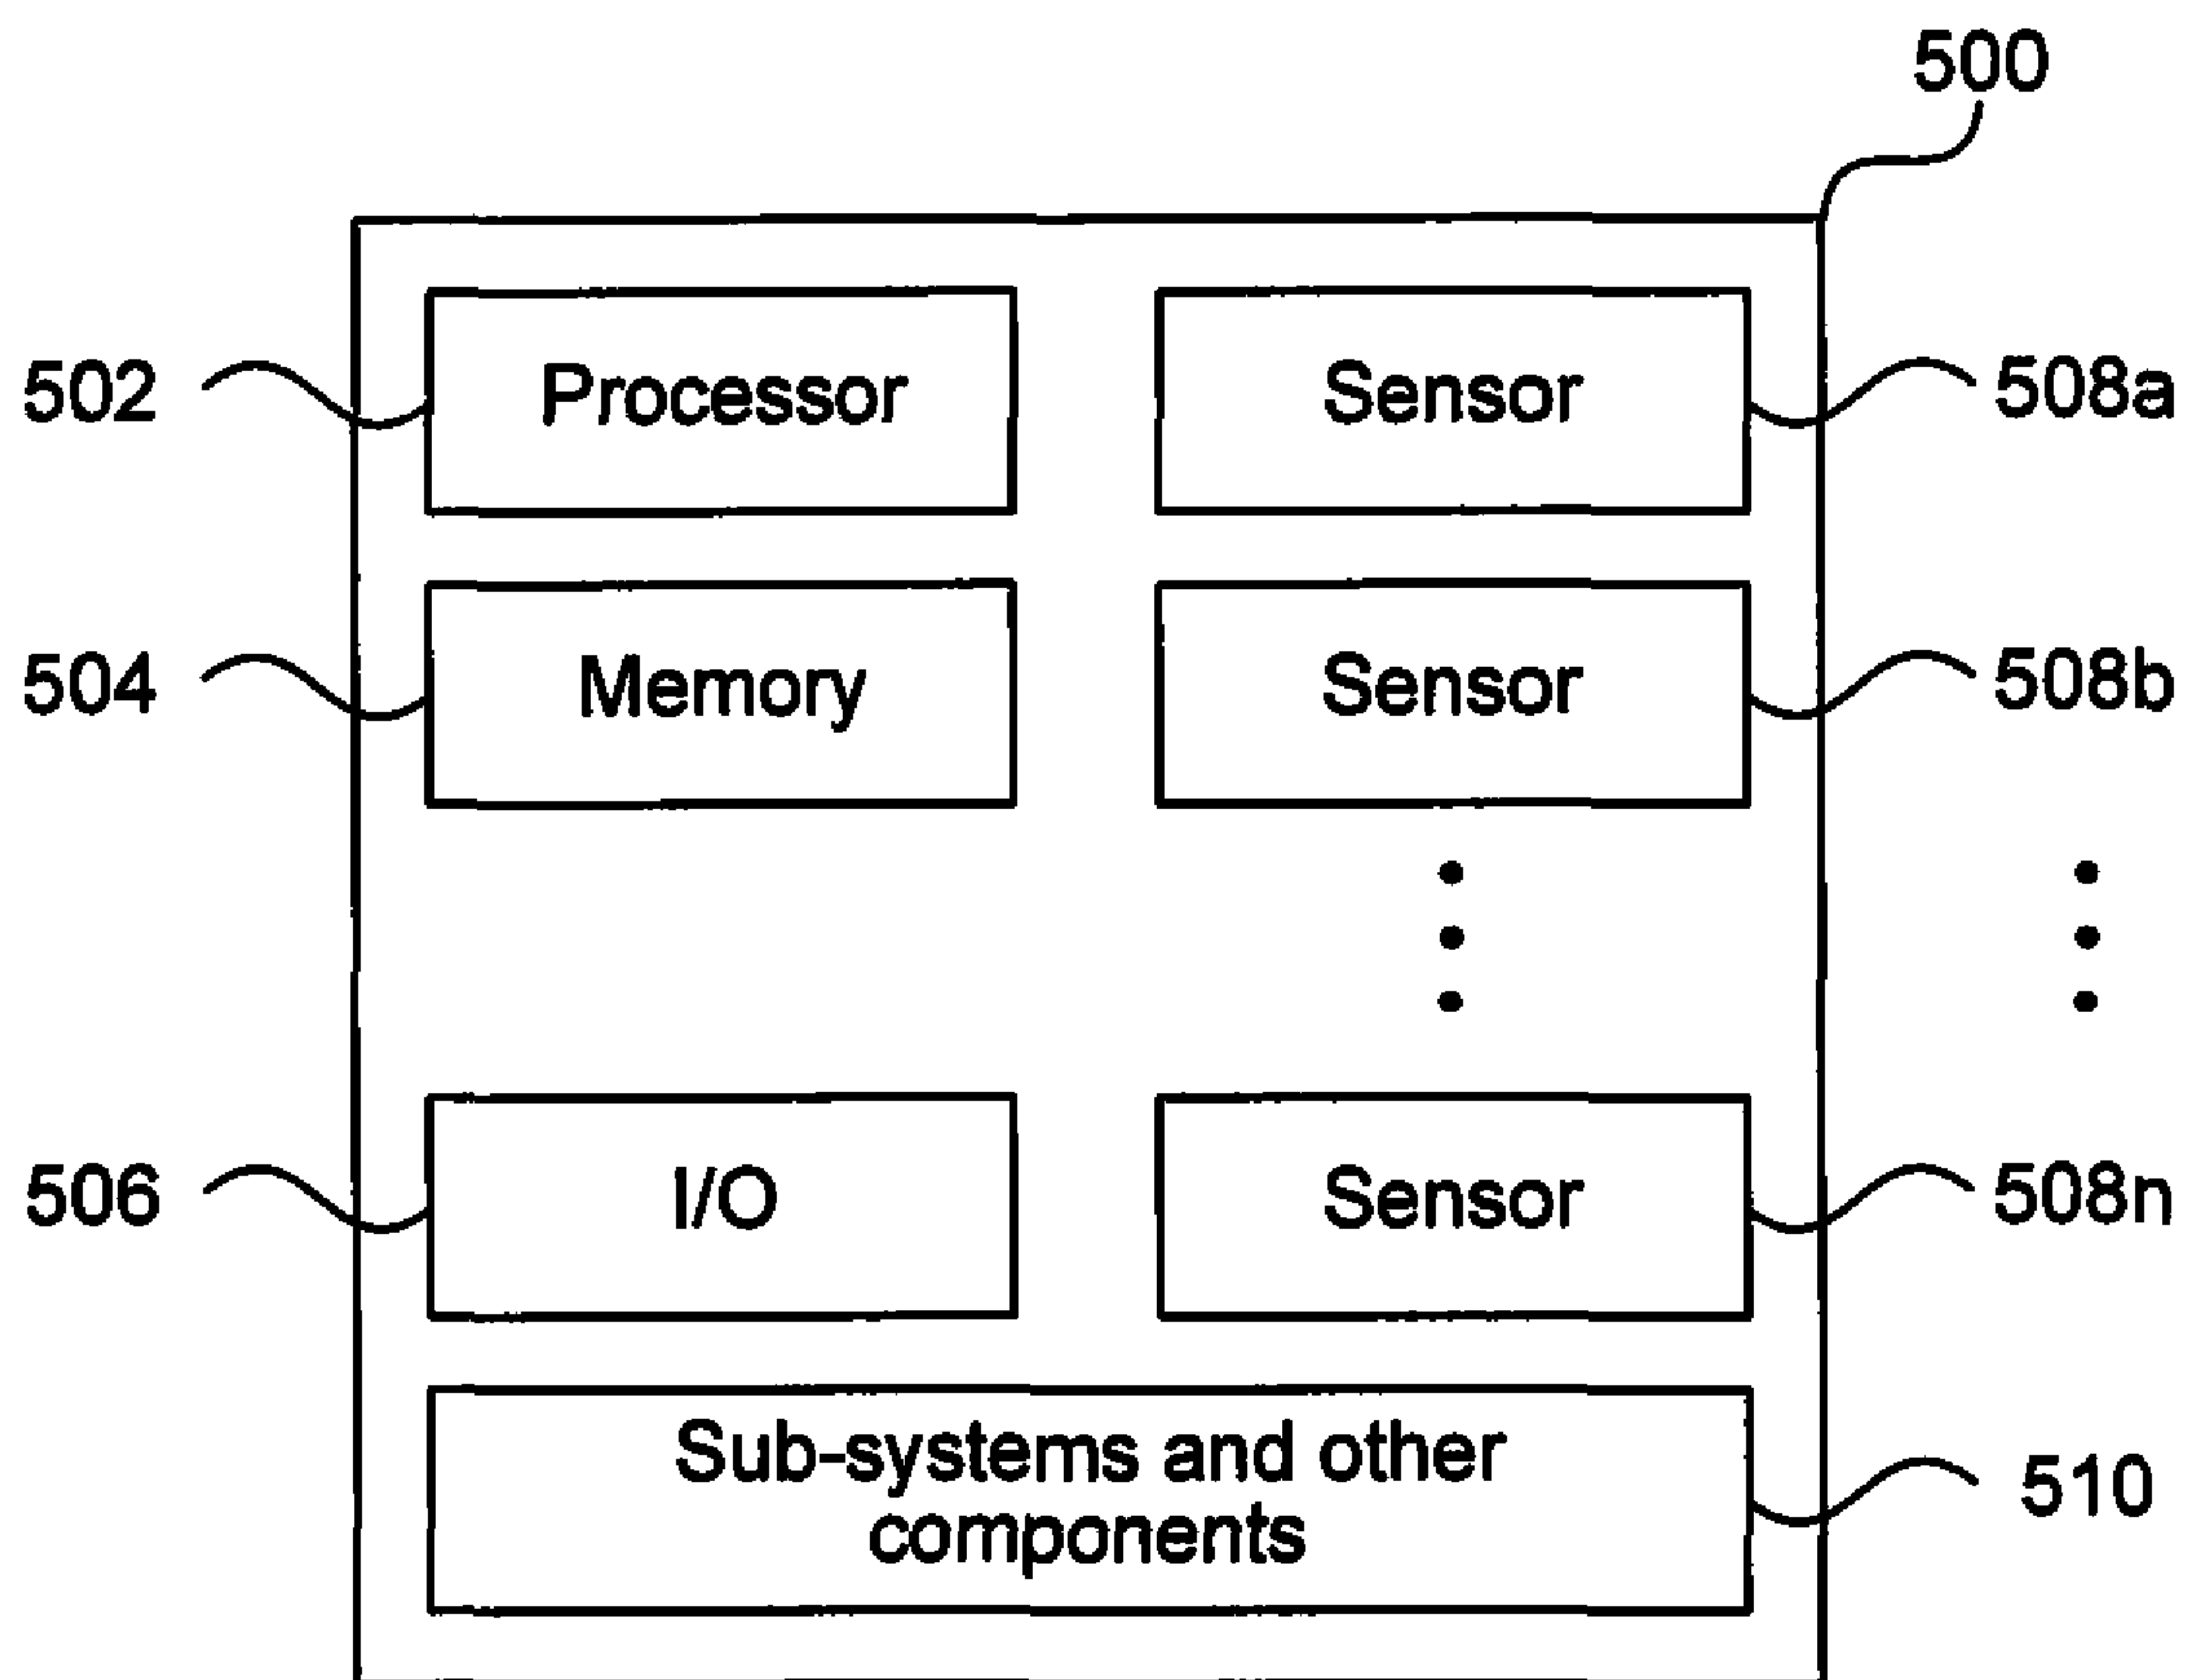 500
502 Processor Sensor 508a
504 Memory Sensor 508b
506 I/O Sensor 508n
Sub-systems and other
components
510